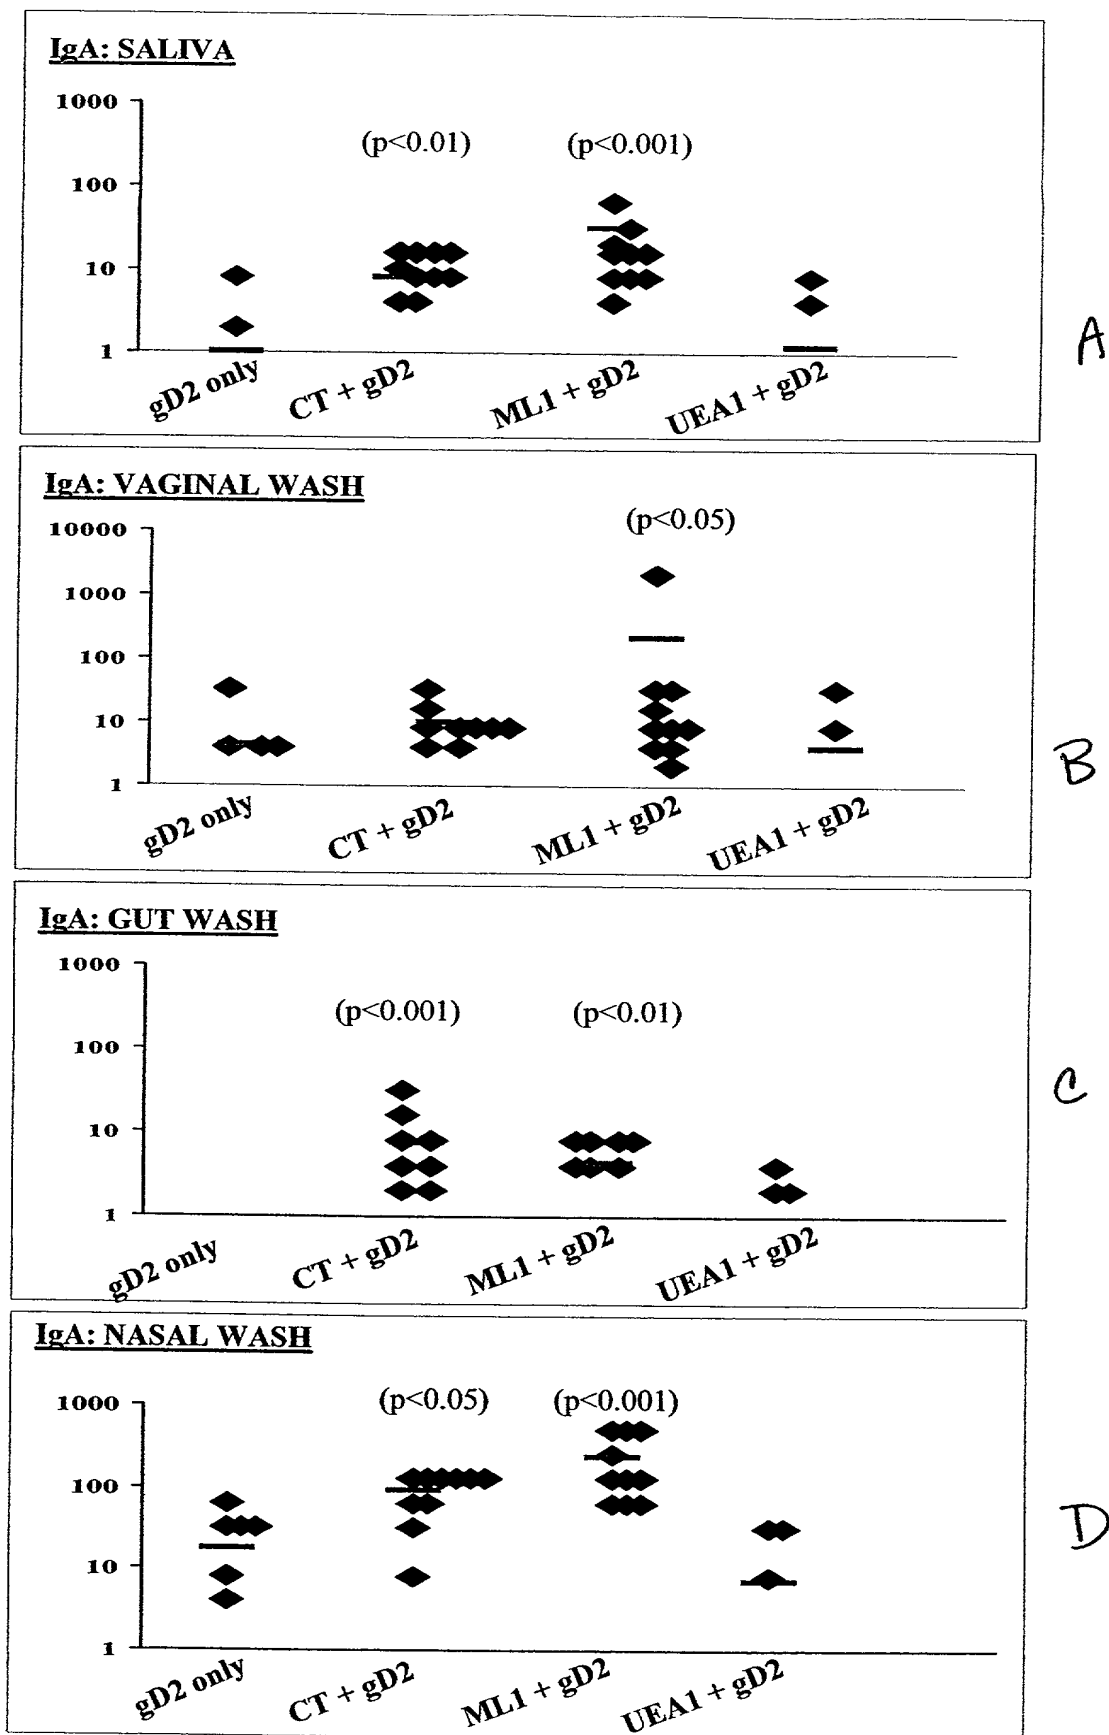 IgA: SALIVA
1000
(p<0.01) (p<0.001)
100
10
1
gD2 only CT + gD2 ML1 + gD2 UEA1 + gD2
A
IgA: VAGINAL WASH
10000 (p<0.05)
1000
100
10
1
gD2 only CT + gD2 ML1 + gD2 UEA1 + gD2
B
IgA: GUT WASH
1000
(p<0.001) (p<0.01)
100
10
1
gD2 only CT + gD2 ML1 + gD2 UEA1 + gD2
C
IgA: NASAL WASH
1000 (p<0.05) (p<0.001)
100
10
1
gD2 only CT + gD2 ML1 + gD2 UEA1 + gD2
D